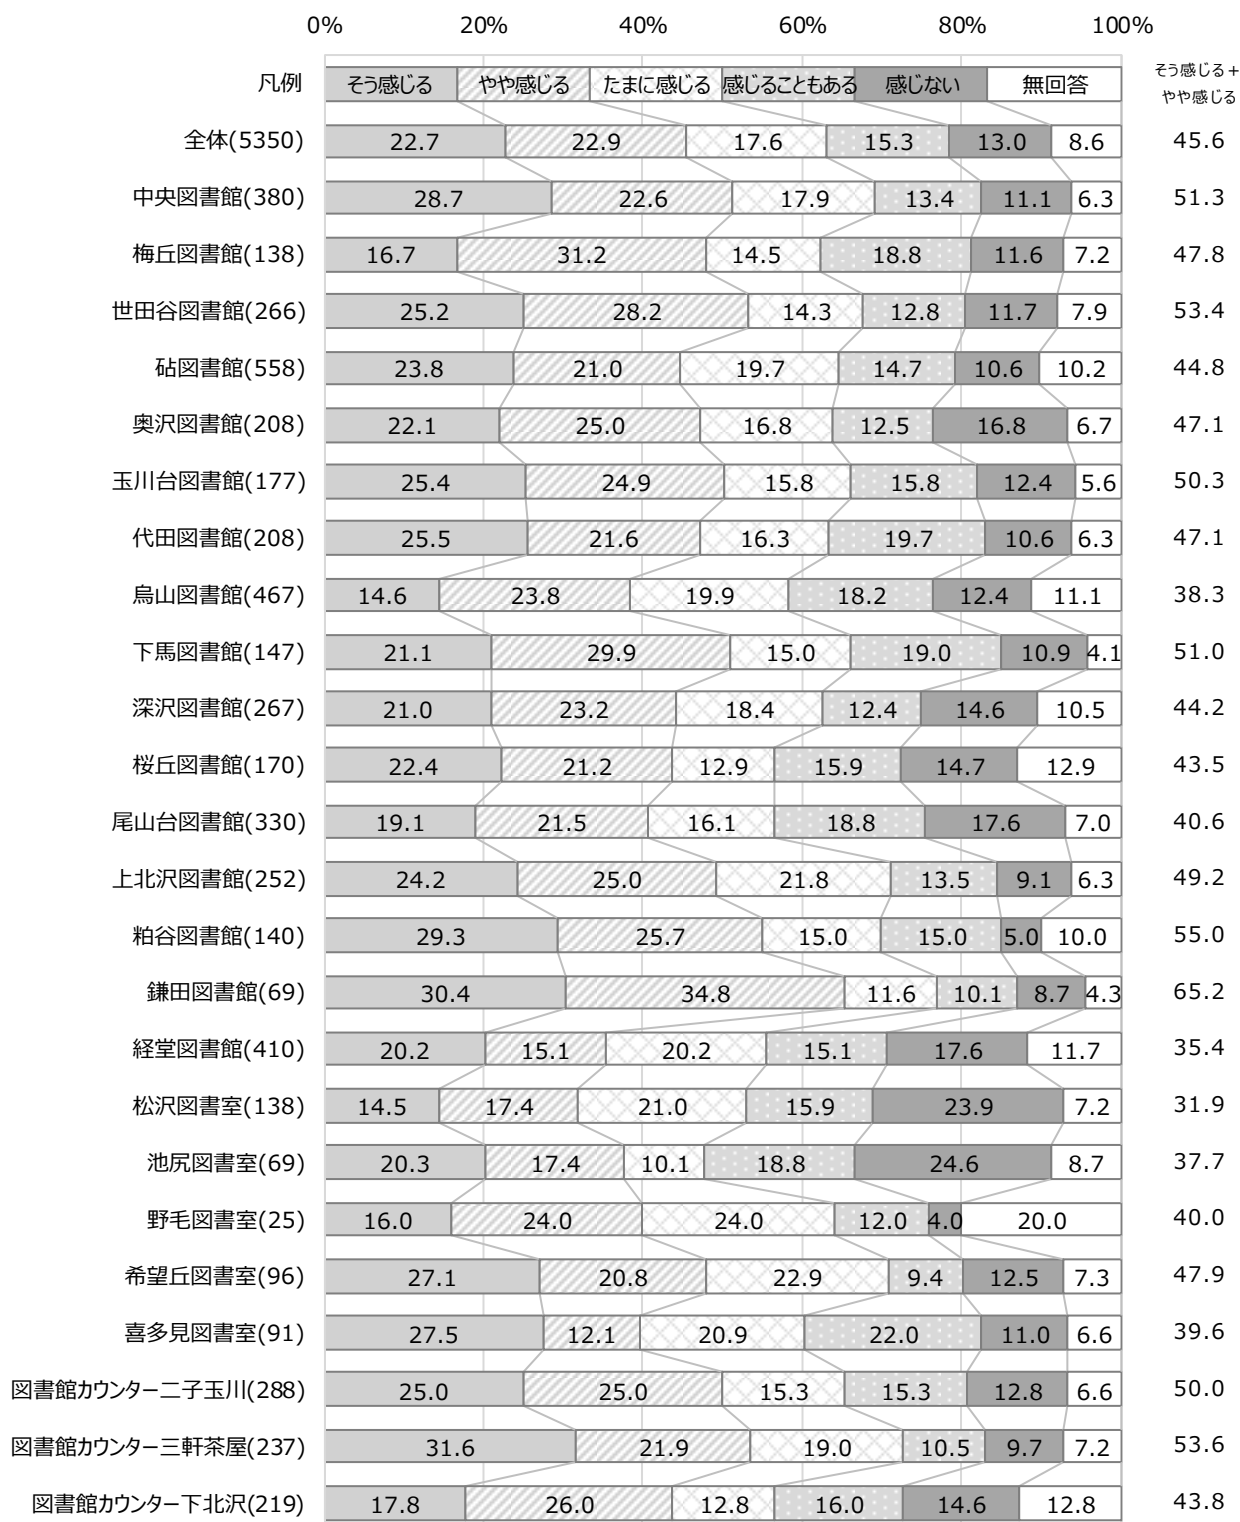 0% 20% 40% 60% 80% 100%
凡例 そう感じる やや感じる たまに感じる 感じることもある 感じない 無回答 そう感じる+
やや感じる
全体(5350) 22.7 22.9 17.6 15.3 13.0 8.6 45.6
中央図書館(380) 28.7 22.6 17.9 13.4 11.1 6.3 51.3
梅丘図書館(138) 16.7 31.2 14.5 18.8 11.6 7.2 47.8
世田谷図書館(266) 25.2 28.2 14.3 12.8 11.7 7.9 53.4
砧図書館(558) 23.8 21.0 19.7 14.7 10.6 10.2 44.8
奥沢図書館(208) 22.1 25.0 16.8 12.5 16.8 6.7 47.1
玉川台図書館(177) 25.4 24.9 15.8 15.8 12.4 5.6 50.3
代田図書館(208) 25.5 21.6 16.3 19.7 10.6 6.3 47.1
烏山図書館(467) 14.6 23.8 19.9 18.2 12.4 11.1 38.3
下馬図書館(147) 21.1 29.9 15.0 19.0 10.9 4.1 51.0
深沢図書館(267) 21.0 23.2 18.4 12.4 14.6 10.5 44.2
桜丘図書館(170) 22.4 21.2 12.9 15.9 14.7 12.9 43.5
尾山台図書館(330) 19.1 21.5 16.1 18.8 17.6 7.0 40.6
上北沢図書館(252) 24.2 25.0 21.8 13.5 9.1 6.3 49.2
粕谷図書館(140) 29.3 25.7 15.0 15.0 5.0 10.0 55.0
鎌田図書館(69) 30.4 34.8 11.6 10.1 8.7 4.3 65.2
経堂図書館(410) 20.2 15.1 20.2 15.1 17.6 11.7 35.4
松沢図書室(138) 14.5 17.4 21.0 15.9 23.9 7.2 31.9
池尻図書室(69) 20.3 17.4 10.1 18.8 24.6 8.7 37.7
野毛図書室(25) 16.0 24.0 24.0 12.0 4.0 20.0 40.0
希望丘図書室(96) 27.1 20.8 22.9 9.4 12.5 7.3 47.9
喜多見図書室(91) 27.5 12.1 20.9 22.0 11.0 6.6 39.6
図書館カウンター二子玉川(288) 25.0 25.0 15.3 15.3 12.8 6.6 50.0
図書館カウンター三軒茶屋(237) 31.6 21.9 19.0 10.5 9.7 7.2 53.6
図書館カウンター下北沢(219) 17.8 26.0 12.8 16.0 14.6 12.8 43.8